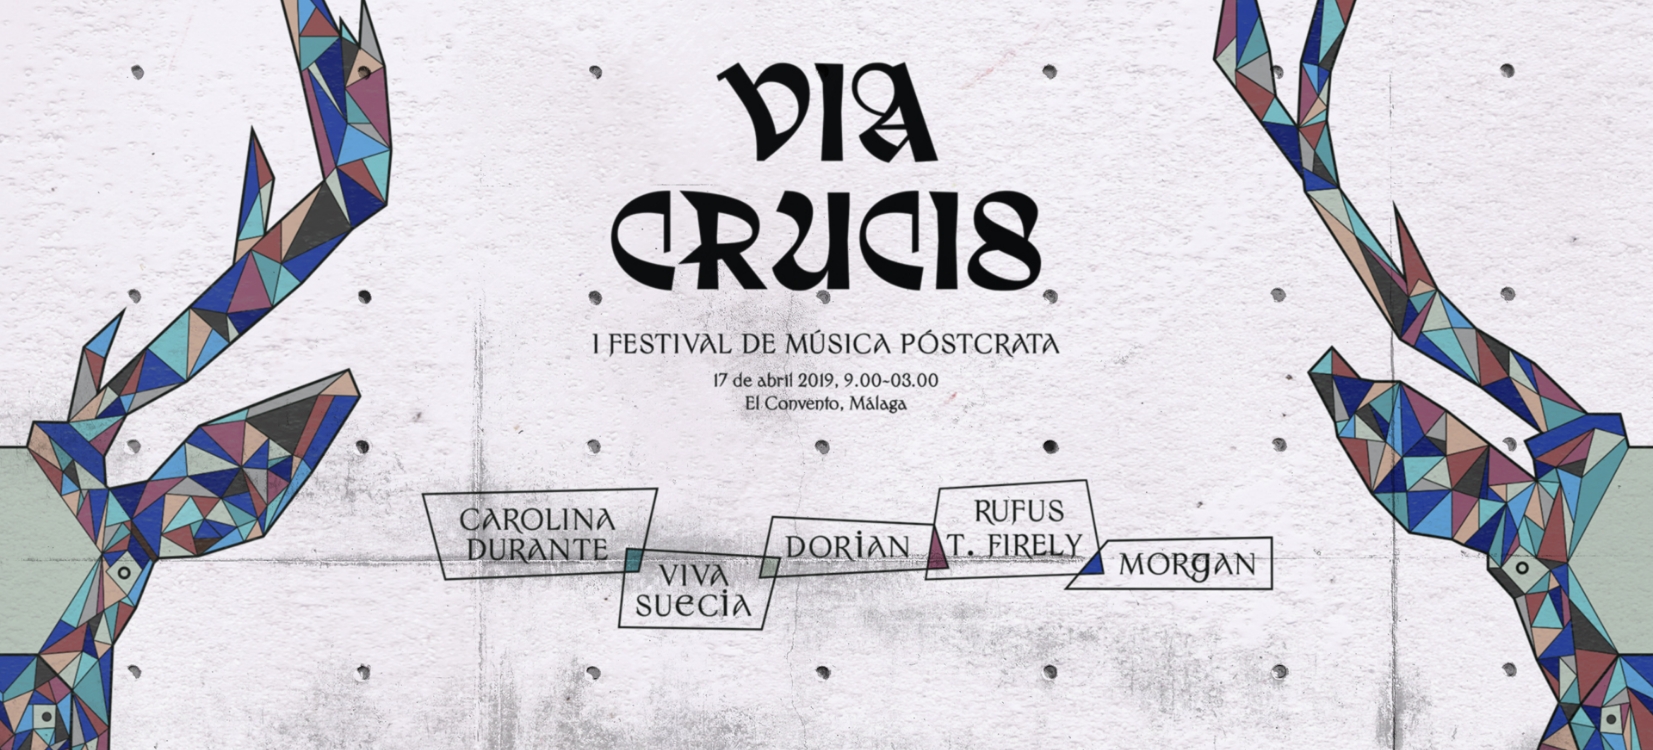 VIA
CRUCIS
I FESTIVAL DE MÚSICA PÓSTCRATA
17 de abril 2019, 9.00-03.00
El Convento, Málaga
CAROLINA
DURANTE
VIVA
SUECIA
DORIAN
RUFUS
T. FIRELY
MORGAN